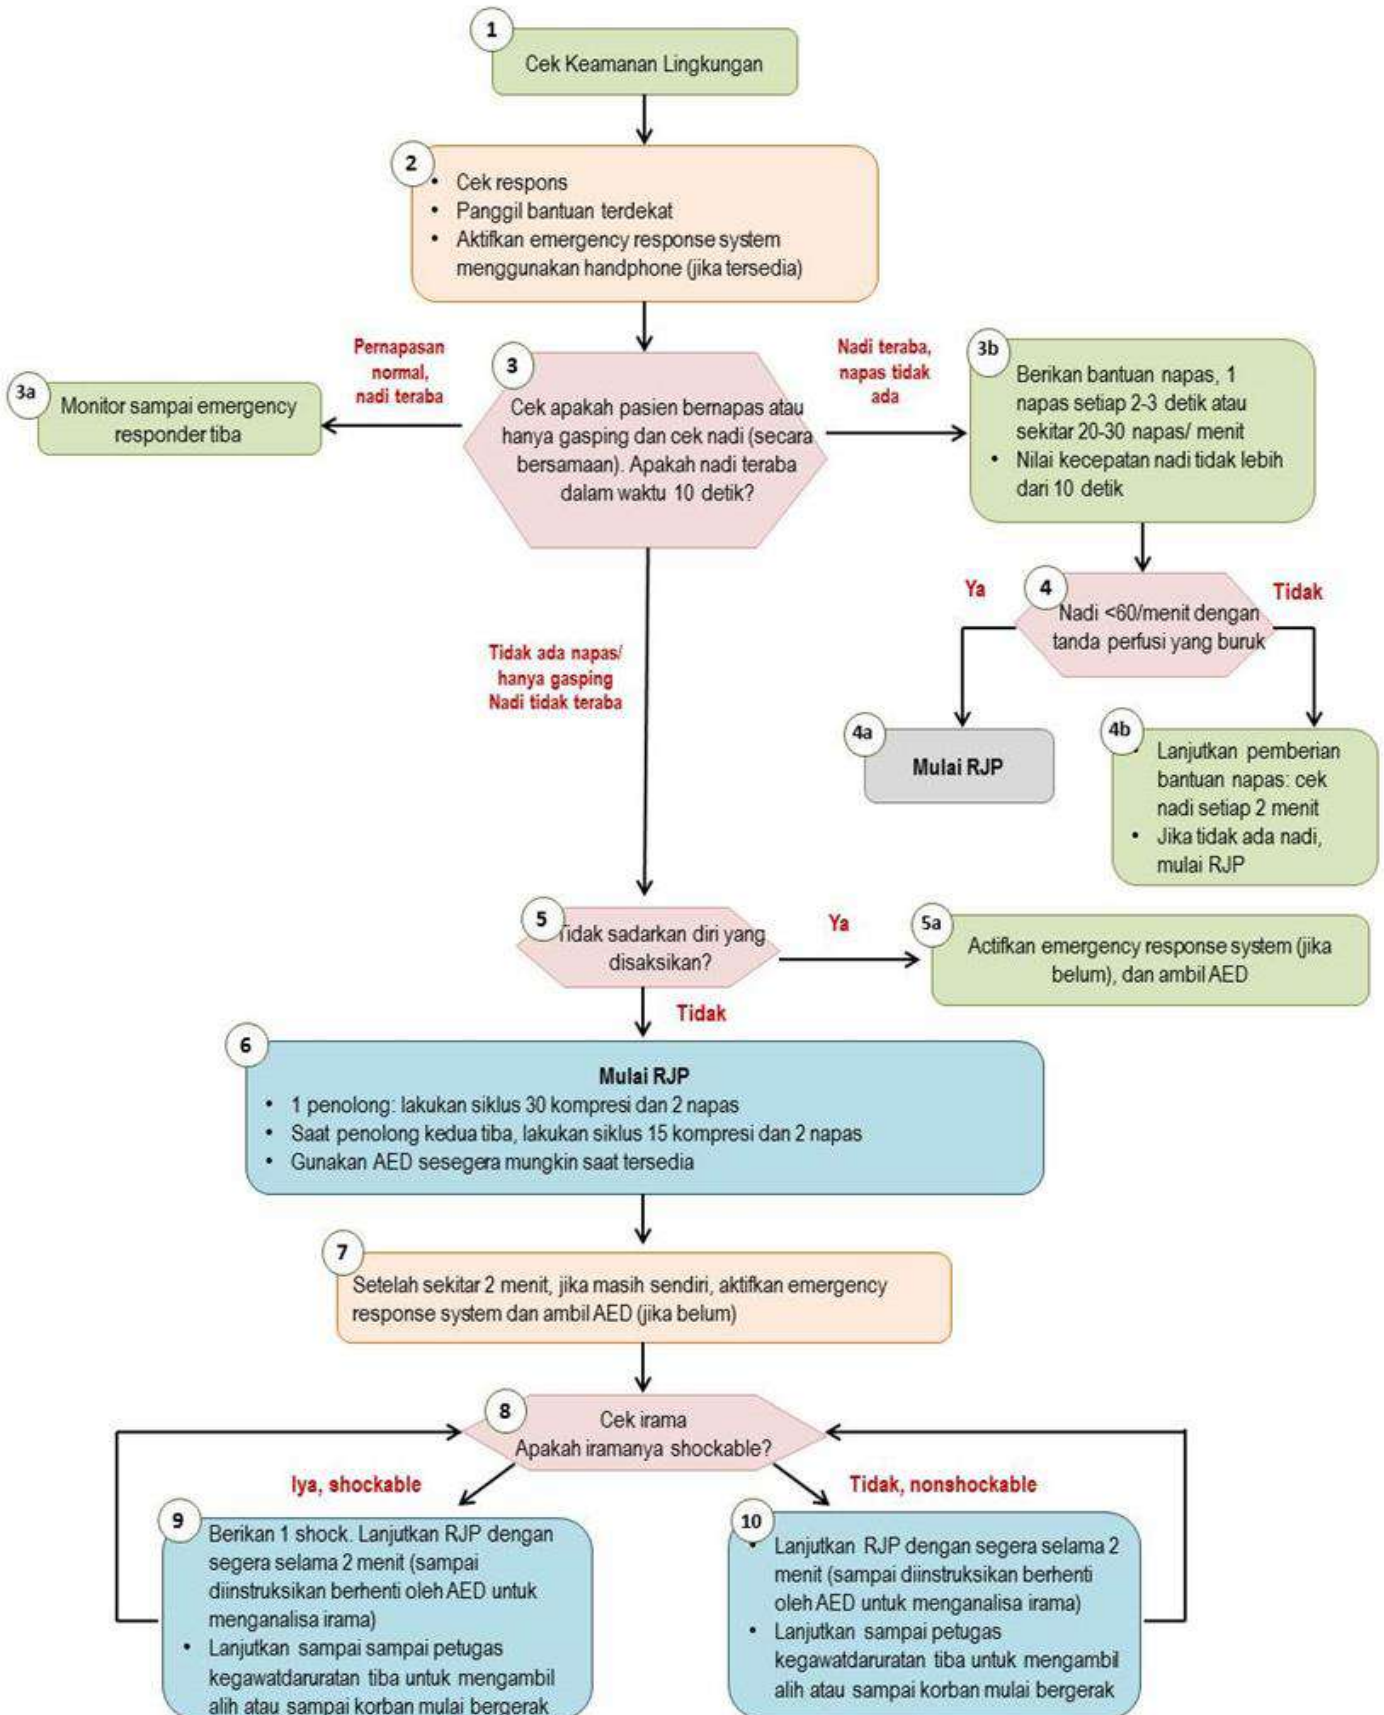 1
Cek Keamanan Lingkungan
2
• Cek respons
• Panggil bantuan terdekat
• Aktifkan emergency response system
menggunakan handphone (jika tersedia)
Pernapasan
normal,
nadi teraba
3
Cek apakah pasien bernapas atau
hanya gasping dan cek nadi (secara
bersamaan). Apakah nadi teraba
dalam waktu 10 detik?
Nadi teraba,
napas tidak
ada
3a
Monitor sampai emergency
responder tiba
3b
Berikan bantuan napas, 1
napas setiap 2-3 detik atau
sekitar 20-30 napas/ menit
• Nilai kecepatan nadi tidak lebih
dari 10 detik
Ya
4
Nadi <60/menit dengan
tanda perfusi yang buruk
Tidak
4a
Mulai RJP
4b
• Lanjutkan pemberian
bantuan napas: cek
nadi setiap 2 menit
• Jika tidak ada nadi,
mulai RJP
Tidak ada napas/
hanya gasping
Nadi tidak teraba
5
Tidak sadarkan diri yang
disaksikan?
Ya
5a
Actifkan emergency response system (jika
belum), dan ambil AED
Tidak
6
Mulai RJP
• 1 penolong: lakukan siklus 30 kompresi dan 2 napas
• Saat penolong kedua tiba, lakukan siklus 15 kompresi dan 2 napas
• Gunakan AED sesegera mungkin saat tersedia
7
Setelah sekitar 2 menit, jika masih sendiri, aktifkan emergency
response system dan ambil AED (jika belum)
8
Cek irama
Apakah iramanya shockable?
Iya, shockable
Tidak, nonshockable
9
Berikan 1 shock. Lanjutkan RJP dengan
segera selama 2 menit (sampai
diinstruksikan berhenti oleh AED untuk
menganalisa irama)
• Lanjutkan sampai sampai petugas
kegawatdaruratan tiba untuk mengambil
alih atau sampai korban mulai bergerak
10
• Lanjutkan RJP dengan segera selama 2
menit (sampai diinstruksikan berhenti
oleh AED untuk menganalisa irama)
• Lanjutkan sampai petugas
kegawatdaruratan tiba untuk mengambil
alih atau sampai korban mulai bergerak